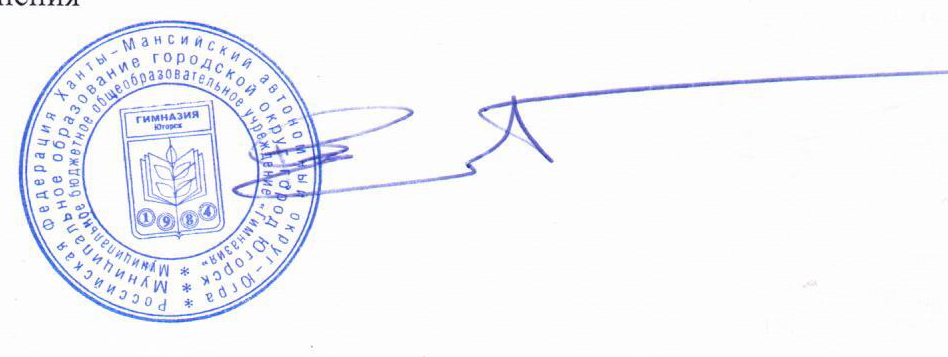 нения
Российская Федерация Ханты-Мансийский автономный округ-Югра *
Муниципальное образование городской округ город Югорск *
Муниципальное бюджетное общеобразовательное учреждение „Гимназия" *
ГИМНАЗИЯ
Югорск
1984